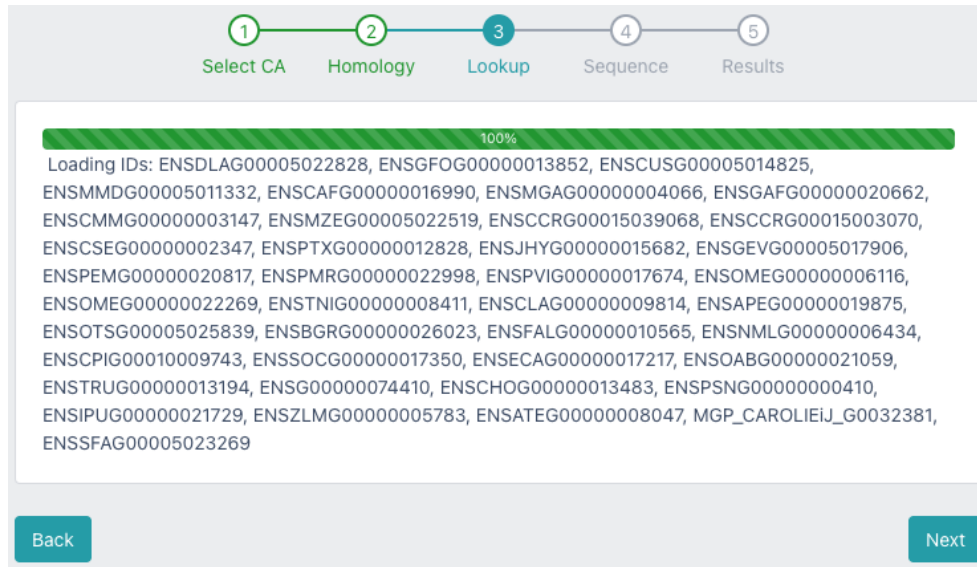 1 2 3 4 5
Select CA Homology Lookup Sequence Results
100%
Loading IDs: ENSDLAG00005022828, ENSGFOG00000013852, ENSCUSG00005014825,
ENSMMDG00005011332, ENSCAFG00000016990, ENSMGAG00000004066, ENSGAFG00000020662,
ENSCMMG00000003147, ENSMZEG00005022519, ENSCCRG00015039068, ENSCCRG00015003070,
ENSCSEG00000002347, ENSPTXG00000012828, ENSJHYG00000015682, ENSGEVG00005017906,
ENSPEMG00000020817, ENSPMRG00000022998, ENSPVIG00000017674, ENSOMEG00000006116,
ENSOMEG00000022269, ENSTNIG00000008411, ENSCLAG00000009814, ENSAPEG00000019875,
ENSOTSG00005025839, ENSBGRG00000026023, ENSFALG00000010565, ENSNMLG00000006434,
ENSCPIG00010009743, ENSSOCG00000017350, ENSECAG00000017217, ENSOABG00000021059,
ENSTRUG00000013194, ENSG00000074410, ENSCHOG00000013483, ENSPSNG00000000410,
ENSIPUG00000021729, ENSZLMG00000005783, ENSATEG00000008047, MGP_CAROLIEiJ_G0032381,
ENSSFAG00005023269
Back Next